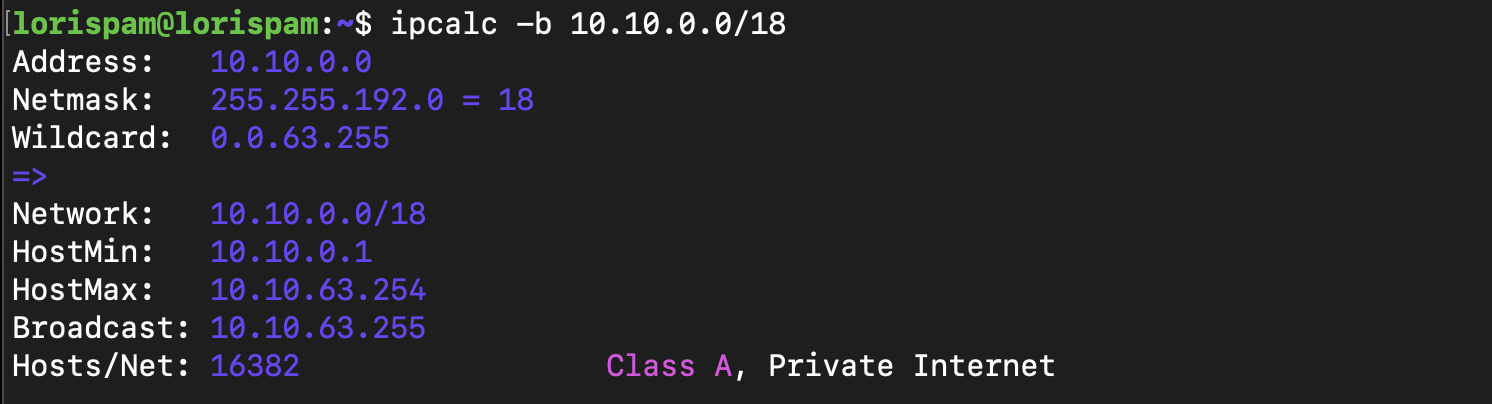 [lorispam@lorispam:~$ ipcalc -b 10.10.0.0/18
Address:   10.10.0.0
Netmask:   255.255.192.0 = 18
Wildcard:  0.0.63.255
=>
Network:   10.10.0.0/18
HostMin:   10.10.0.1
HostMax:   10.10.63.254
Broadcast: 10.10.63.255
Hosts/Net: 16382                 Class A, Private Internet